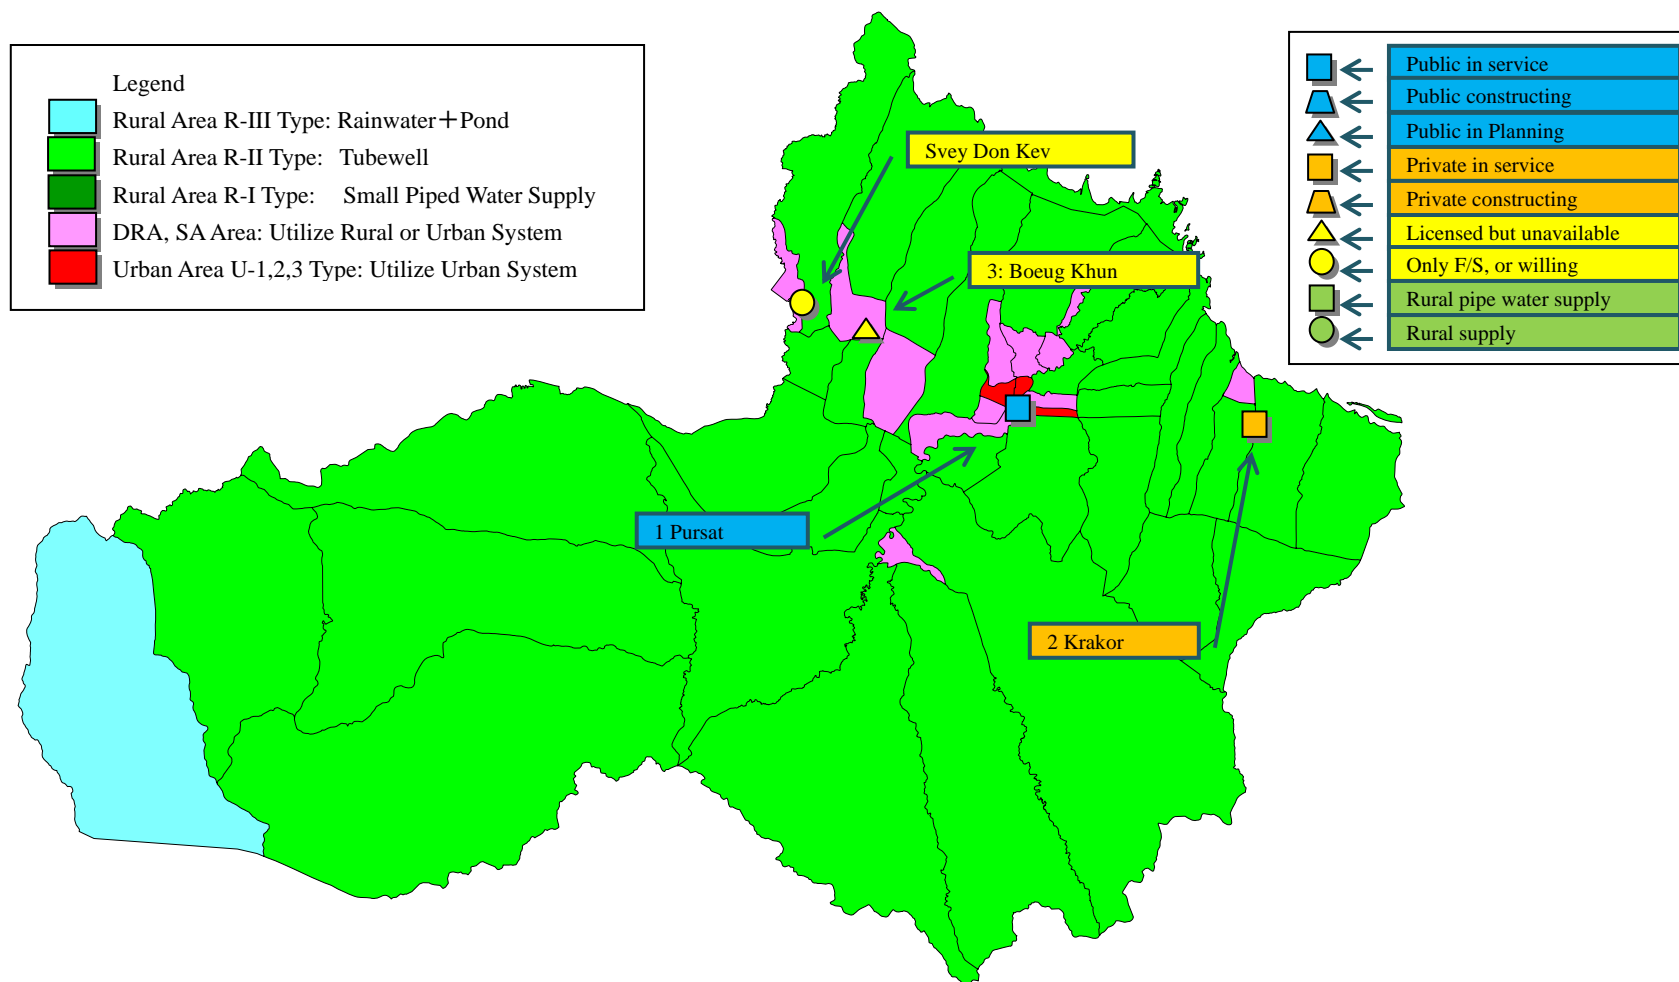 Legend
Rural Area R-III Type: Rainwater+Pond
Rural Area R-II Type: Tubewell
Rural Area R-I Type: Small Piped Water Supply
DRA, SA Area: Utilize Rural or Urban System
Urban Area U-1,2,3 Type: Utilize Urban System
Public in service
Public constructing
Public in Planning
Private in service
Private constructing
Licensed but unavailable
Only F/S, or willing
Rural pipe water supply
Rural supply
Svey Don Kev
3: Boeug Khun
1 Pursat
2 Krakor